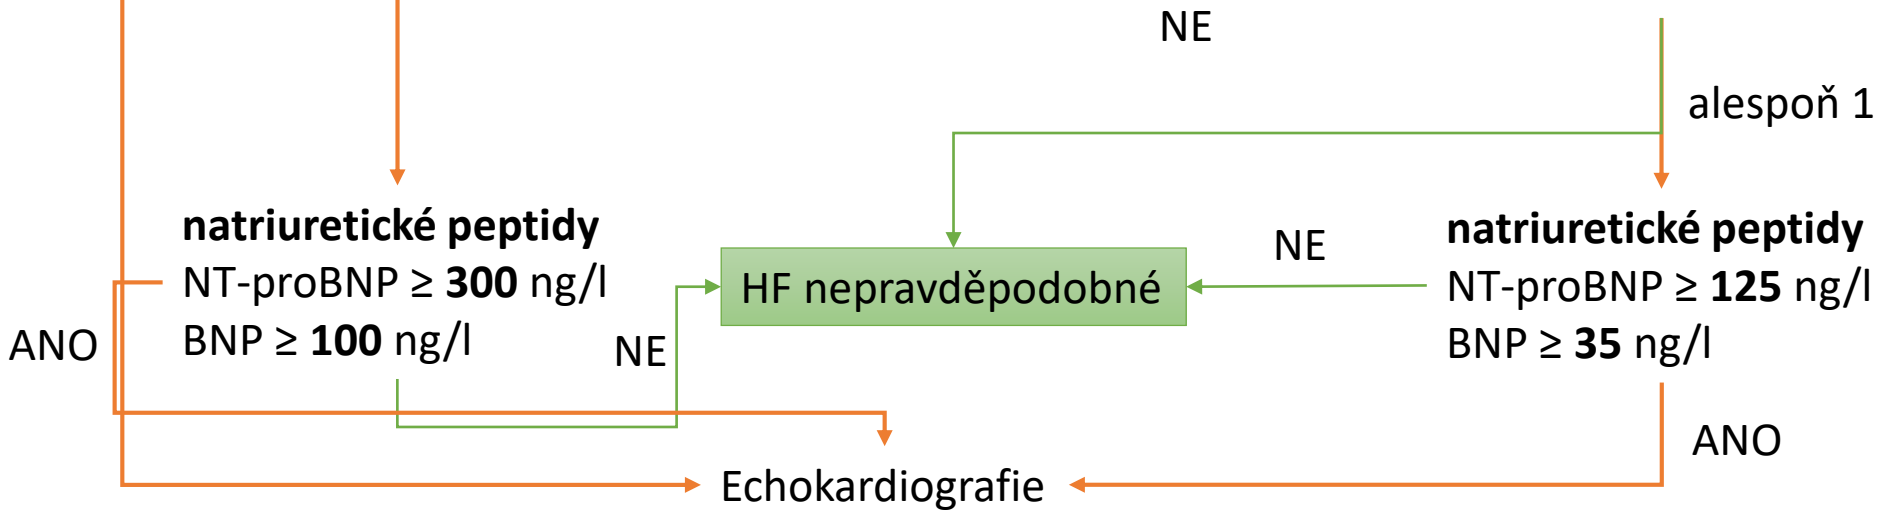 NE
alespoň 1
natriuretické peptidy
NT-proBNP ≥ 300 ng/l
BNP ≥ 100 ng/l
ANO
NE
HF nepravděpodobné
NE
natriuretické peptidy
NT-proBNP ≥ 125 ng/l
BNP ≥ 35 ng/l
ANO
Echokardiografie